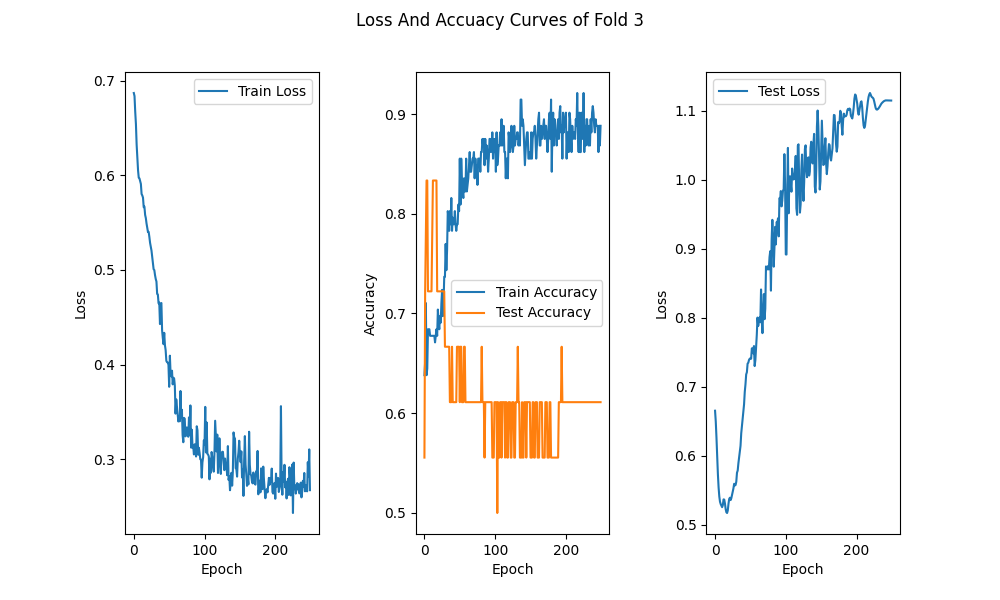 Loss And Accuacy Curves of Fold 3
Train Loss
0.7
0.6
0.5
0.4
0.3
Loss
0
100
200
Epoch
Train Accuracy
Test Accuracy
0.9
0.8
0.7
0.6
0.5
Accuracy
0
100
200
Epoch
Test Loss
1.1
1.0
0.9
0.8
0.7
0.6
0.5
Loss
0
100
200
Epoch